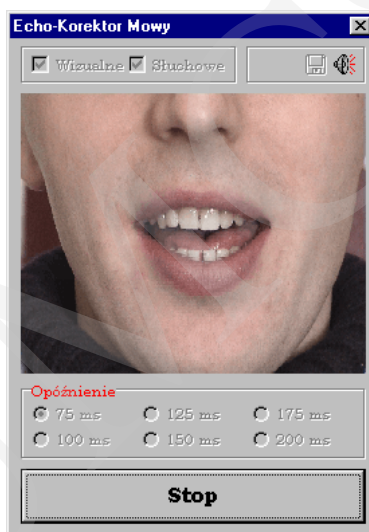 Echo-Korektor Mowy
Wizualne Słuchowe
Opóźnienie
75 ms 125 ms 175 ms
100 ms 150 ms 200 ms
Stop